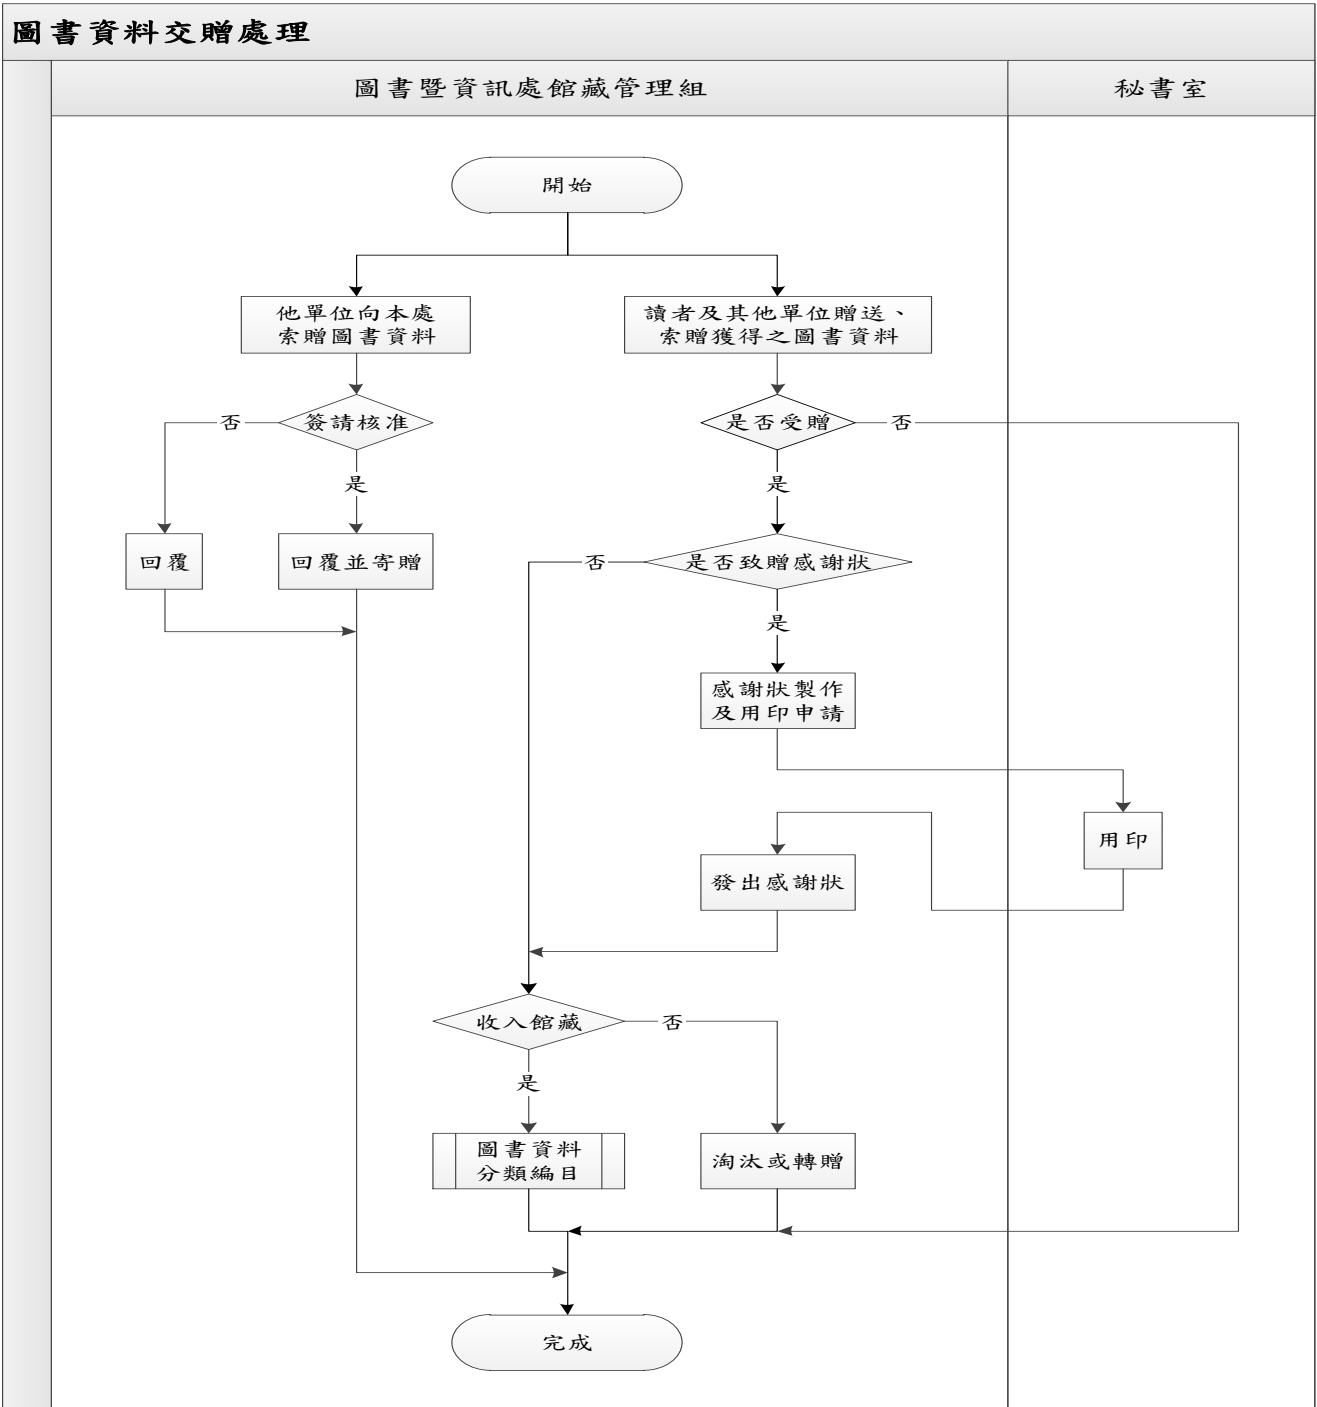 圖書資料交贈處理
圖書暨資訊處館藏管理組
秘書室
開始
他單位向本處
索贈圖書資料
讀者及其他單位贈送、
索贈獲得之圖書資料
否
簽請核准
是否受贈
否
是
是
回覆
回覆並寄贈
否
是否致贈感謝狀
是
感謝狀製作
及用印申請
用印
發出感謝狀
收入館藏
否
是
圖書資料
分類編目
淘汰或轉贈
完成